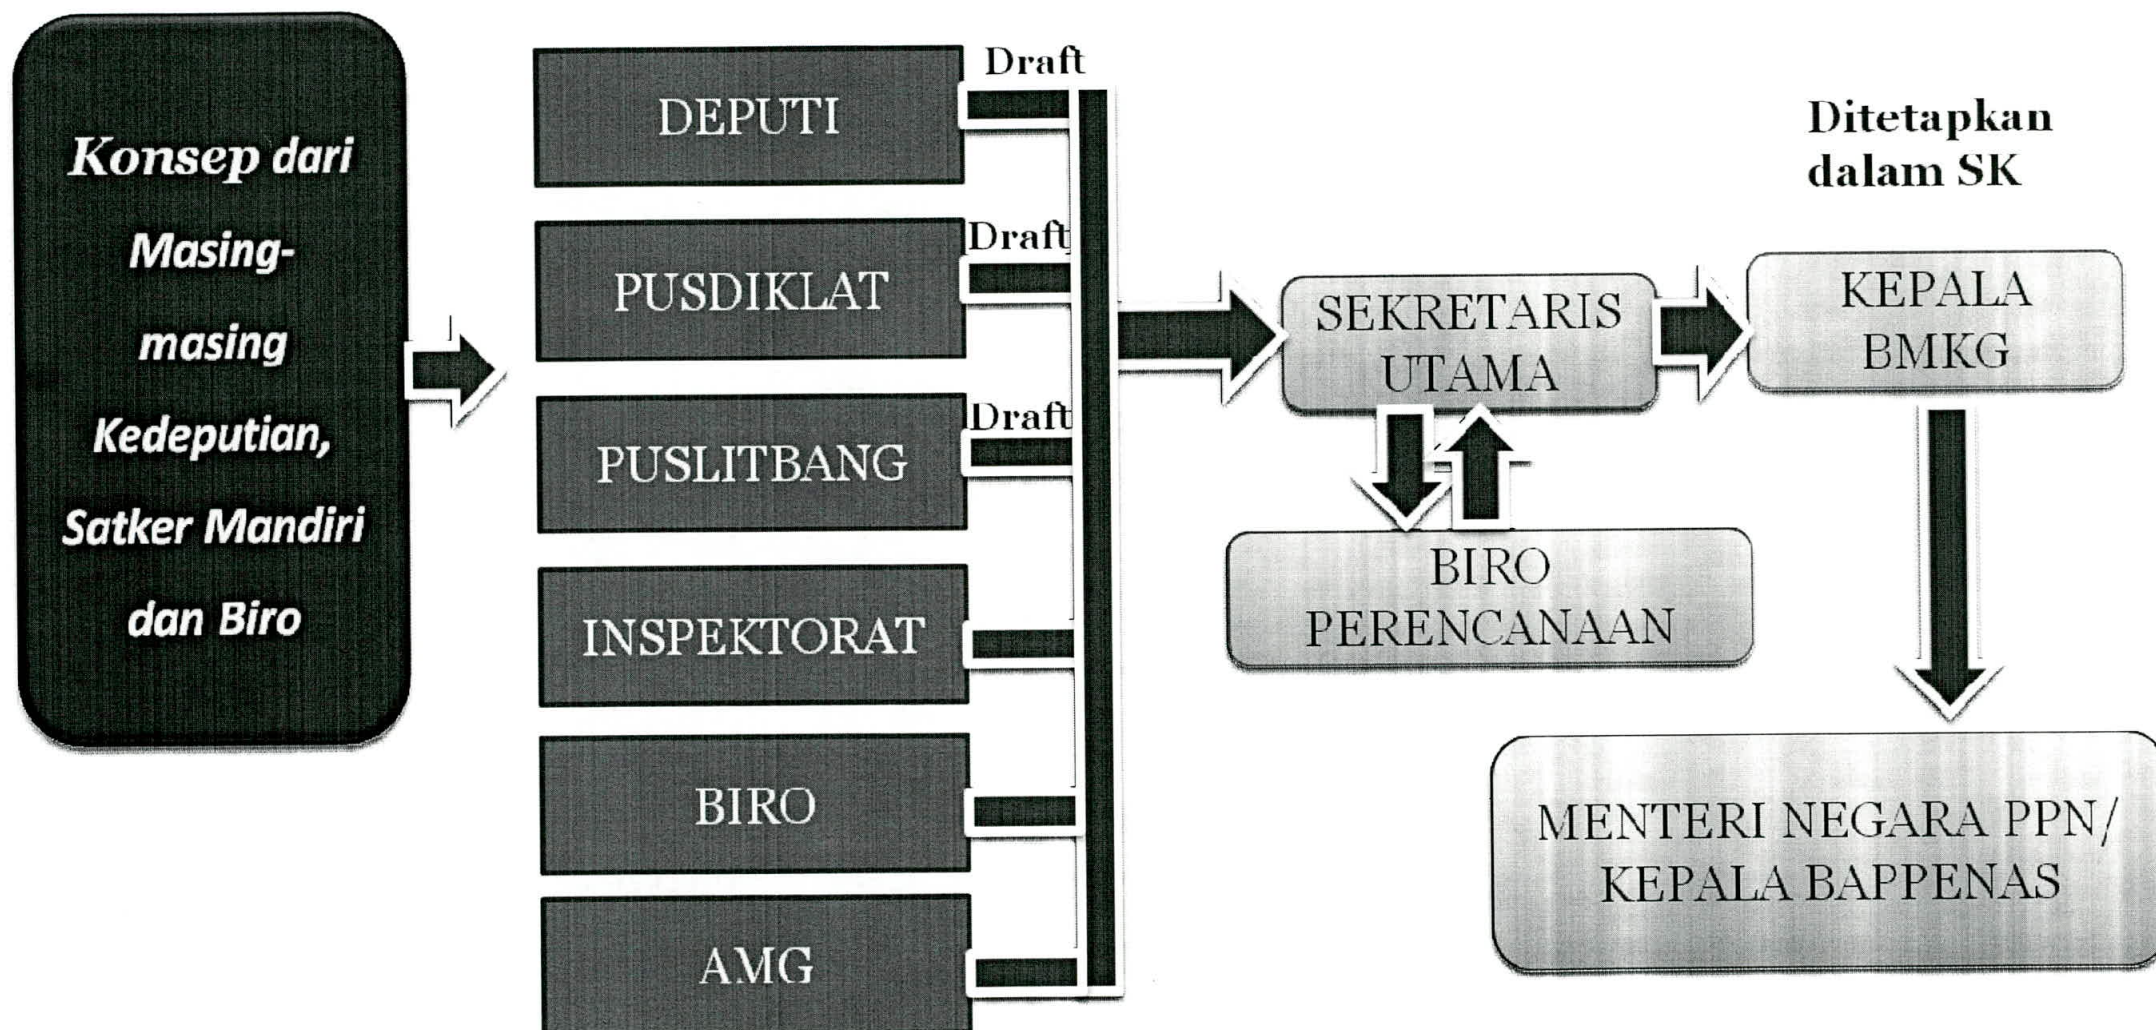 Konsep dari
Masing-
masing
Kedeputian,
Satker Mandiri
dan Biro
DEPUTI
Draft
PUSDIKLAT
Draft
PUSLITBANG
Draft
INSPEKTORAT
BIRO
AMG
SEKRETARIS
UTAMA
BIRO
PERENCANAAN
Ditetapkan
dalam SK
KEPALA
BMKG
MENTERI NEGARA PPN/
KEPALA BAPPENAS